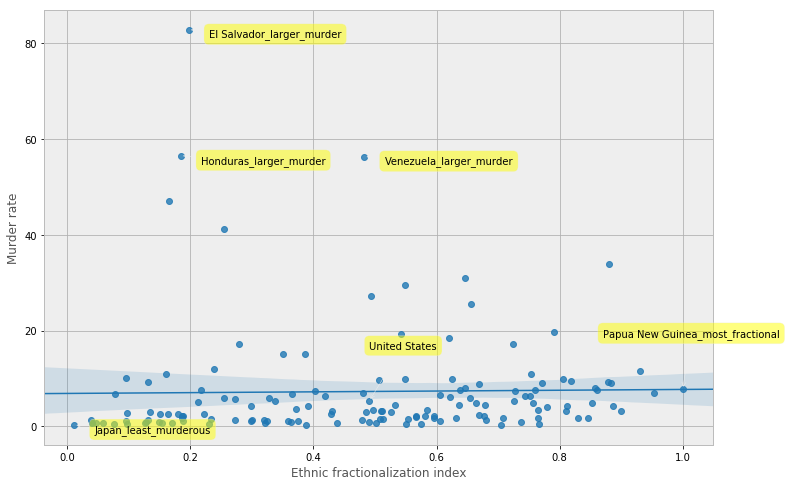 80
60
40
20
0
Murder rate
El Salvador_larger_murder
Honduras_larger_murder
Venezuela_larger_murder
Papua New Guinea_most_fractional
United States
Japan_least_murderous
0.0
0.2
0.4
0.6
0.8
1.0
Ethnic fractionalization index